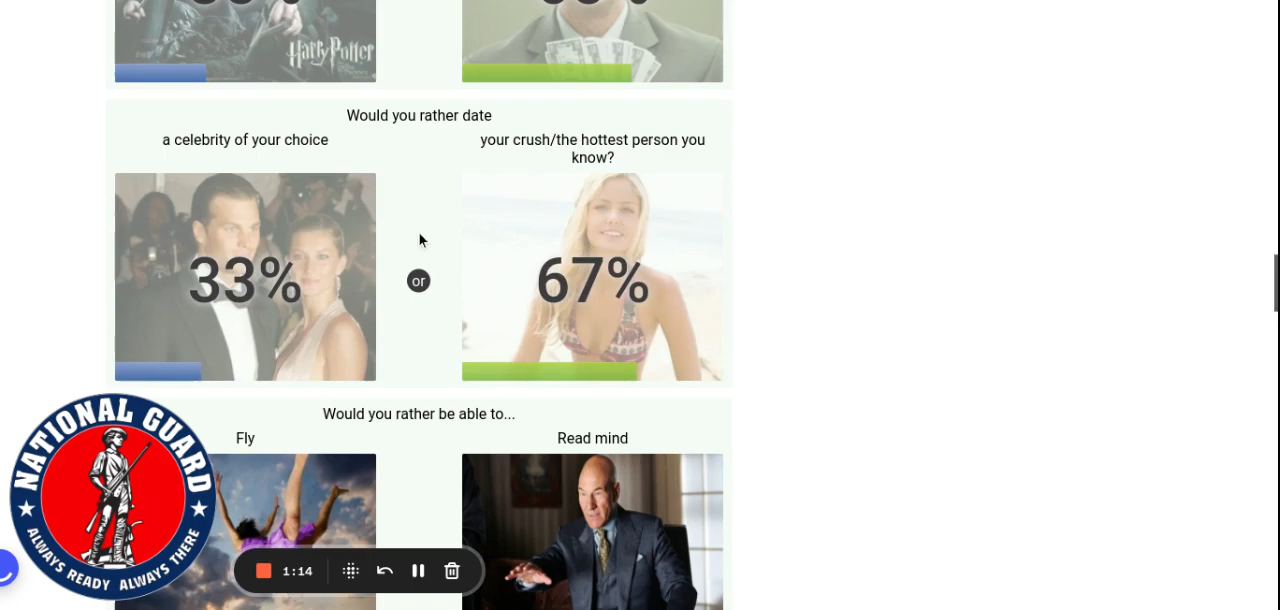 Harry Potter
Would you rather date
a celebrity of your choice
your crush/the hottest person you
know?
33%
or
67%
Would you rather be able to...
Fly
Read mind
NATIONAL GUARD
ALWAYS READY ALWAYS THERE
1:14